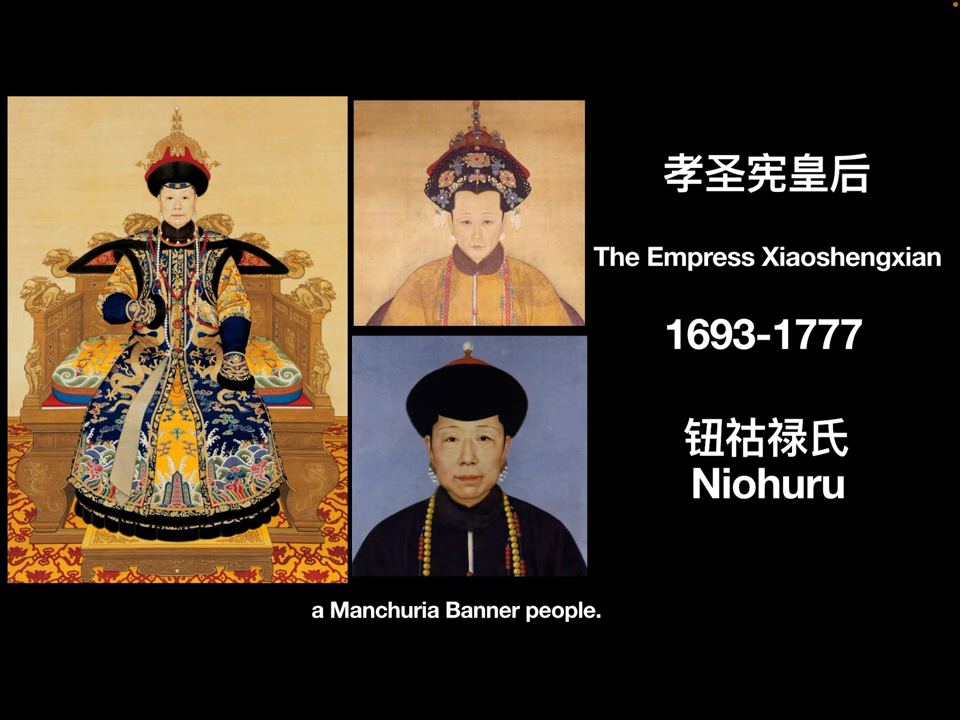 孝圣宪皇后
The Empress Xiaoshengxian
1693-1777
钮祜禄氏
Niohuru
a Manchuria Banner people.